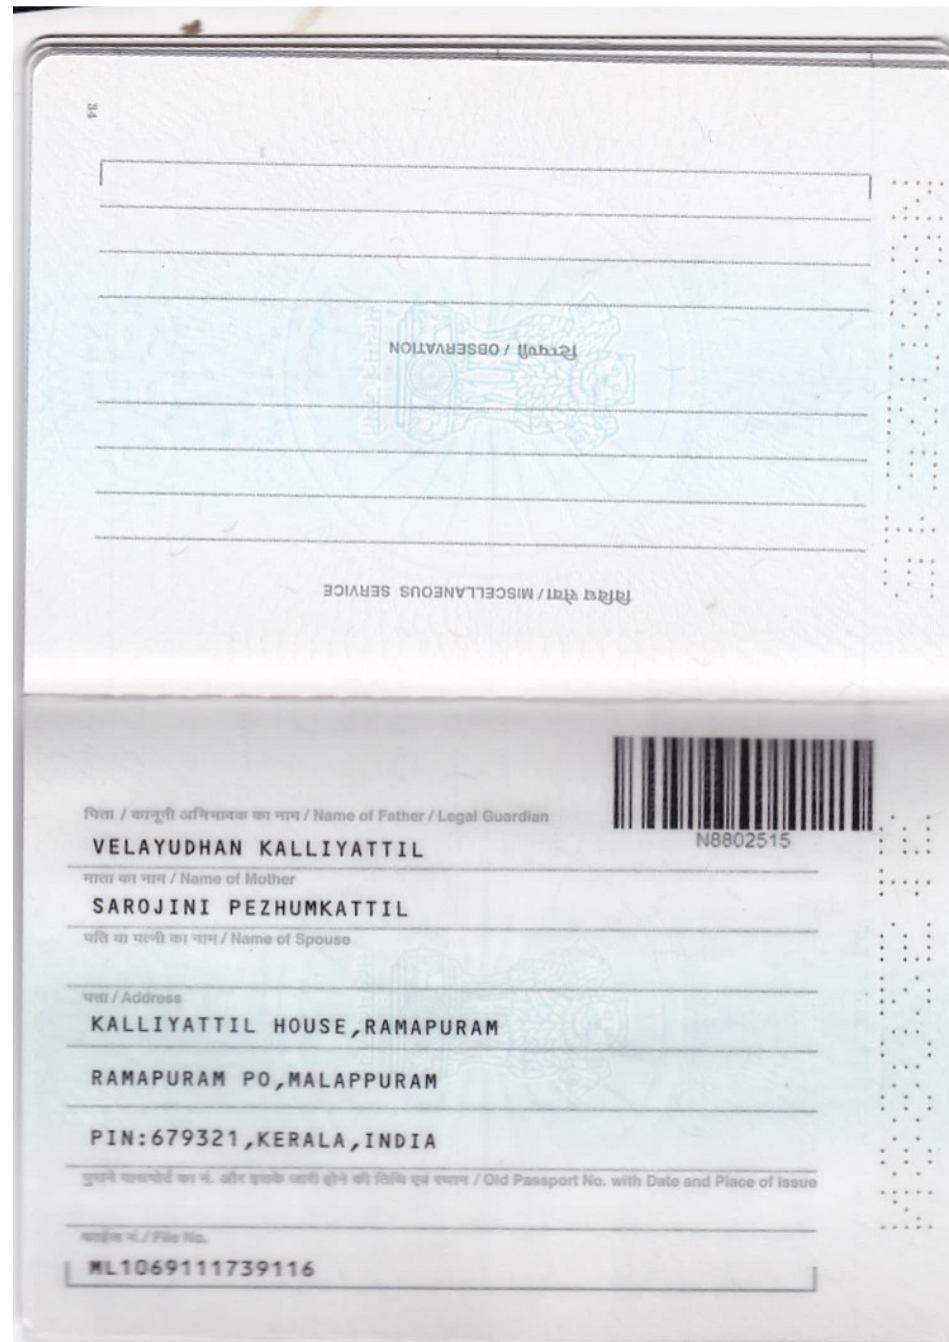 34
टिप्पणी / OBSERVATION
विविध सेवा / MISCELLANEOUS SERVICE
N8802515
पिता / कानूनी अभिभावक का नाम / Name of Father / Legal Guardian
VELAYUDHAN KALLIYATTIL
माता का नाम / Name of Mother
SAROJINI PEZHUMKATTIL
पति या पत्नी का नाम / Name of Spouse
पता / Address
KALLIYATTIL HOUSE,RAMAPURAM
RAMAPURAM PO,MALAPPURAM
PIN:679321,KERALA,INDIA
पुराने पासपोर्ट का नं. और इसके जारी होने की तिथि एवं स्थान / Old Passport No. with Date and Place of Issue
फाईल नं./ File No.
ML1069111739116